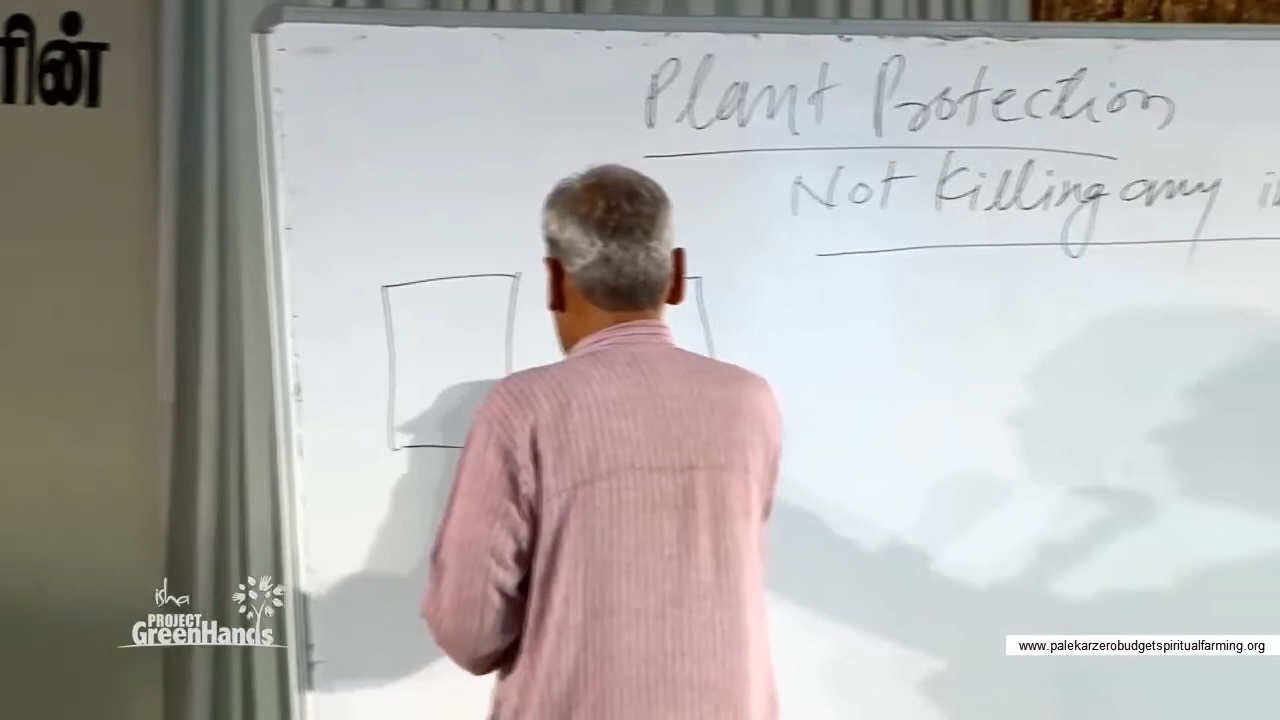 ரின்
Plant Protection
Not Killing any
isha
PROJECT
GreenHands
www.palekarzerobudgetspiritualfarming.org